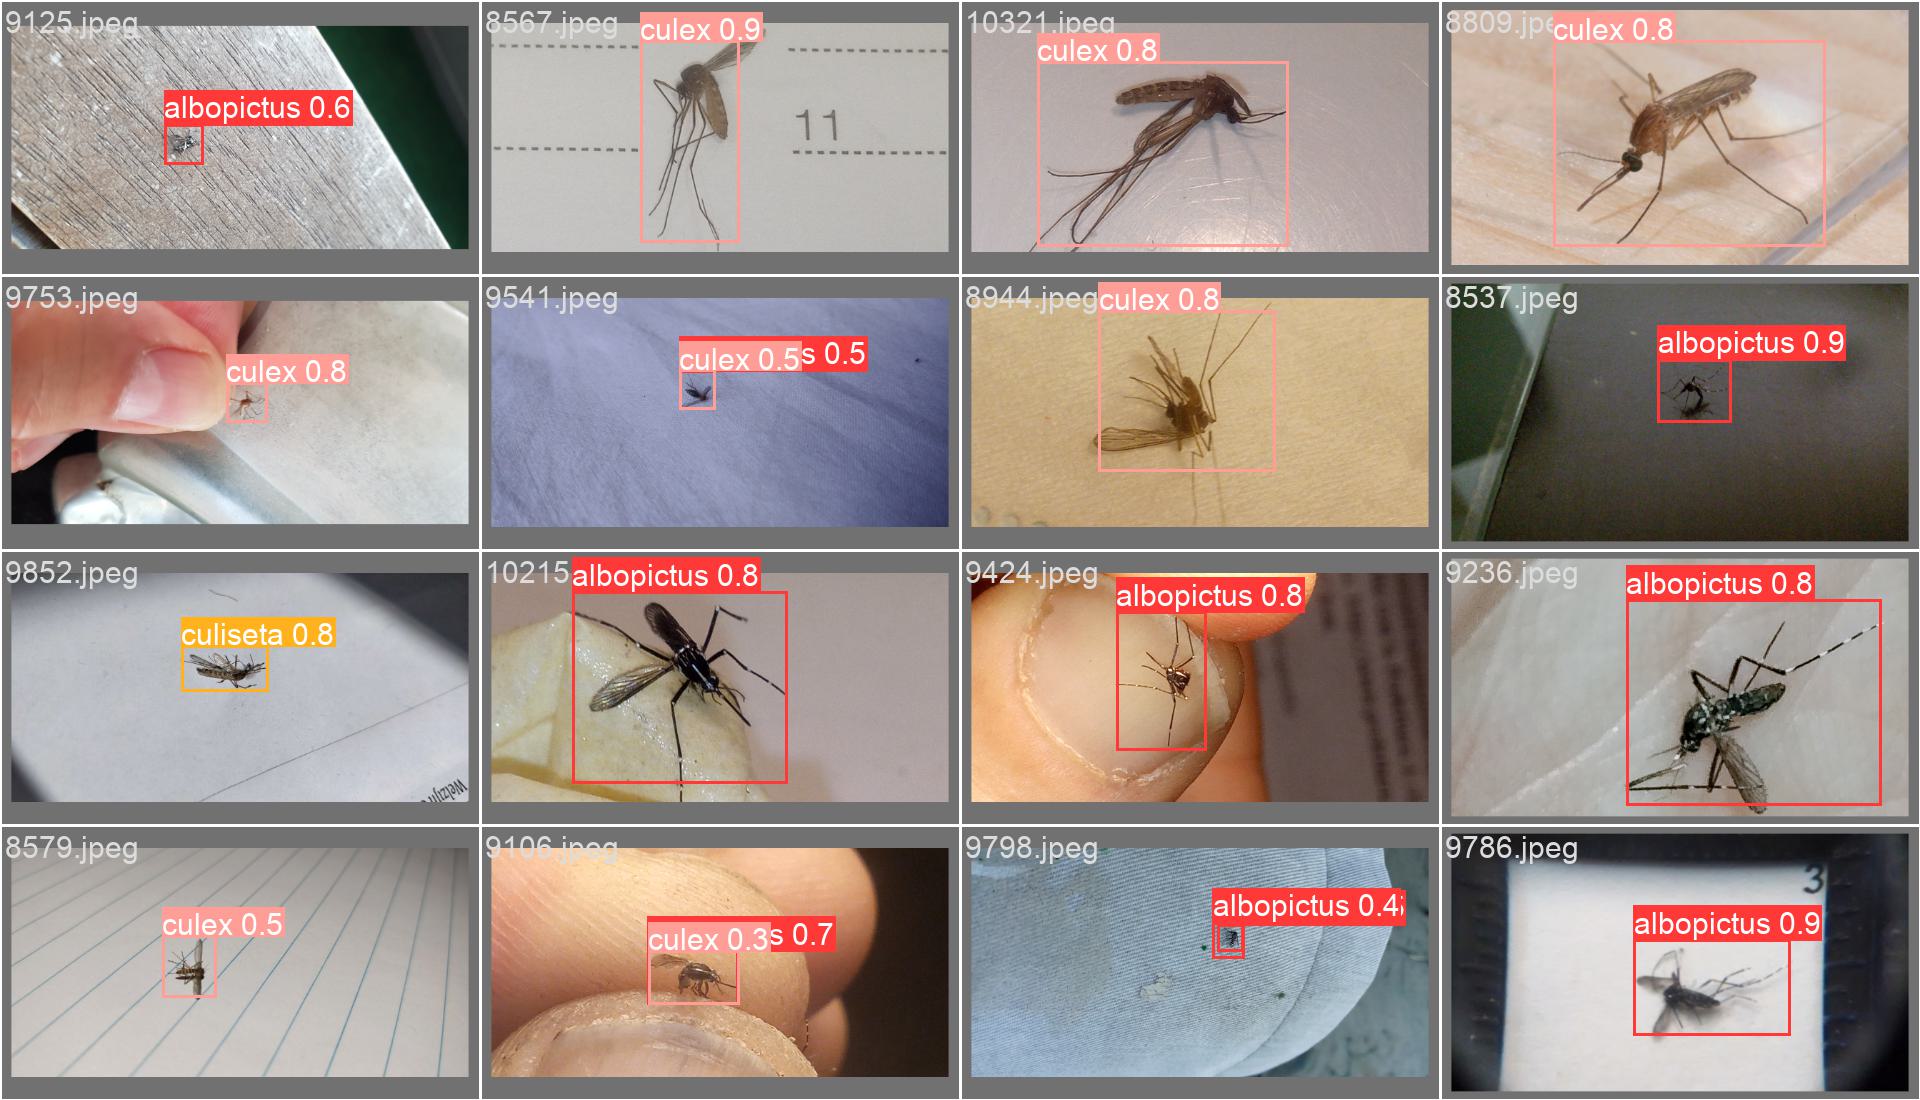 9125.jpeg
albopictus 0.6
8567.jpeg
culex 0.9
11
10321.jpeg
culex 0.8
8809.jpe
culex 0.8
9753.jpeg
culex 0.8
9541.jpeg
culex 0.5
s 0.5
8944.jpeg
culex 0.8
8537.jpeg
albopictus 0.9
9852.jpeg
culiseta 0.8
10215
albopictus 0.8
9424.jpeg
albopictus 0.8
9236.jpeg
albopictus 0.8
8579.jpeg
culex 0.5
9106.jpeg
culex 0.3
s 0.7
9798.jpeg
albopictus 0.4
9786.jpeg
3
albopictus 0.9